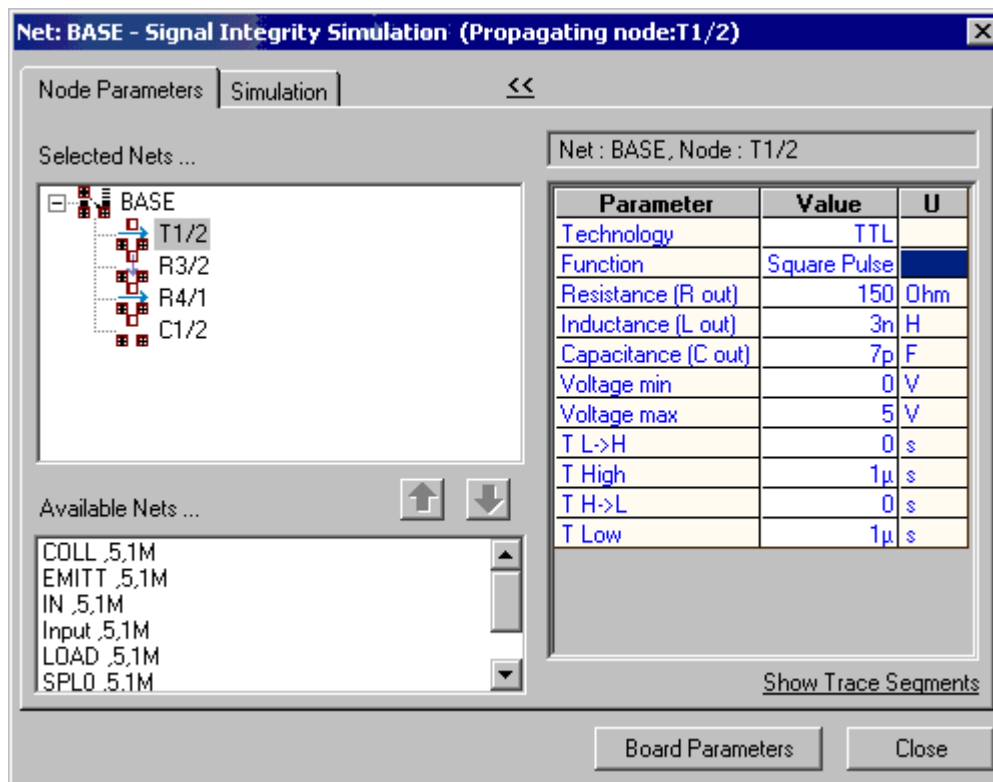 Net: BASE - Signal Integrity Simulation (Propagating node:T1/2)
Node Parameters
Simulation
<<
Selected Nets ...
BASE
T1/2
R3/2
R4/1
C1/2
Available Nets ...
COLL ,5,1M
EMITT ,5,1M
IN ,5,1M
Input ,5,1M
LOAD ,5,1M
SPL0 ,5,1M
Net : BASE, Node : T1/2
Parameter Value U
Technology TTL
Function Square Pulse
Resistance (R out) 150 Ohm
Inductance (L out) 3n H
Capacitance (C out) 7p F
Voltage min 0 V
Voltage max 5 V
T L->H 0 s
T High 1µ s
T H->L 0 s
T Low 1µ s
Show Trace Segments
Board Parameters
Close